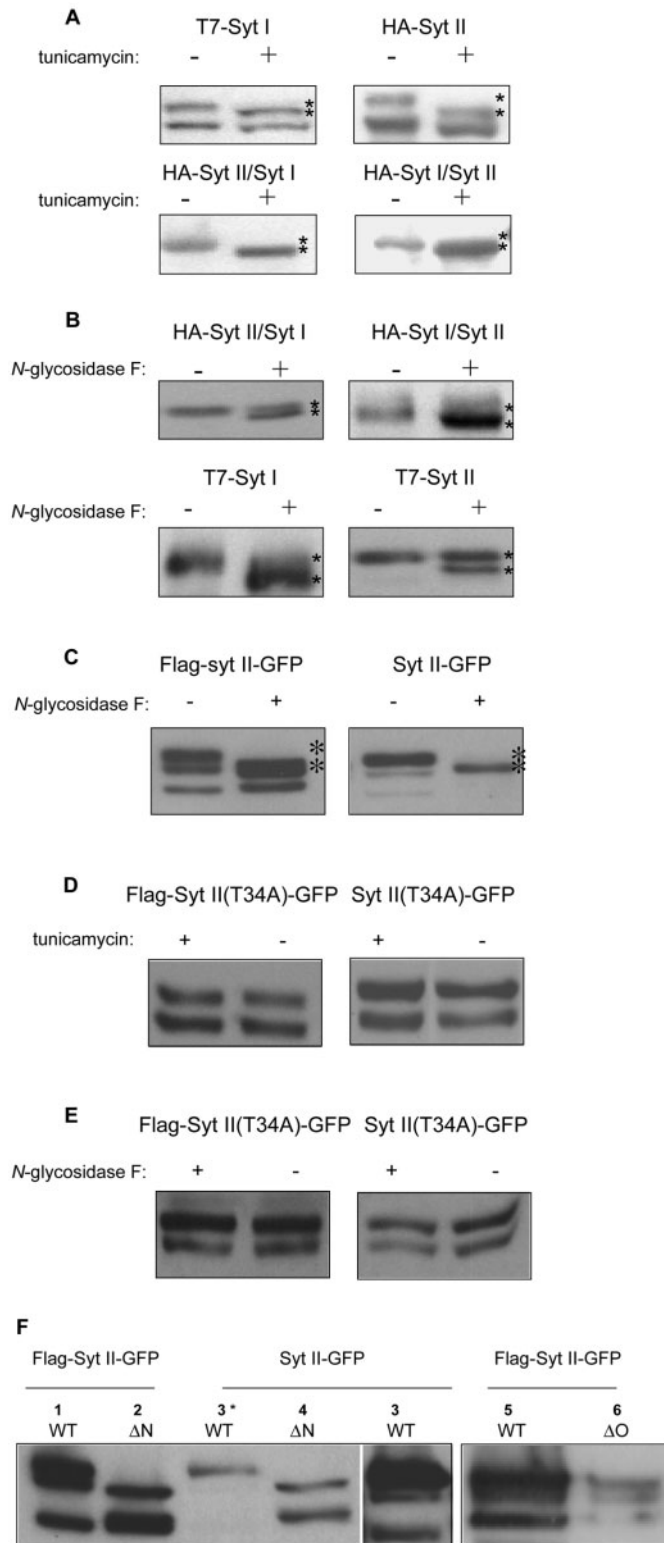 A
T7-Syt I HA-Syt II
tunicamycin: - + - +
* *
* *
HA-Syt II/Syt I HA-Syt I/Syt II
tunicamycin: - + - +
* *
* *
B
HA-Syt II/Syt I HA-Syt I/Syt II
N-glycosidase F: - + - +
* *
* *
T7-Syt I T7-Syt II
N-glycosidase F: - + - +
* *
* *
C
Flag-syt II-GFP Syt II-GFP
N-glycosidase F: - + - +
* *
* *
D
Flag-Syt II(T34A)-GFP Syt II(T34A)-GFP
tunicamycin: + - + -
E
Flag-Syt II(T34A)-GFP Syt II(T34A)-GFP
N-glycosidase F: + - + -
F
Flag-Syt II-GFP Syt II-GFP Flag-Syt II-GFP
1 2 3 * 4 3 5 6
WT ΔN WT ΔN WT WT ΔO